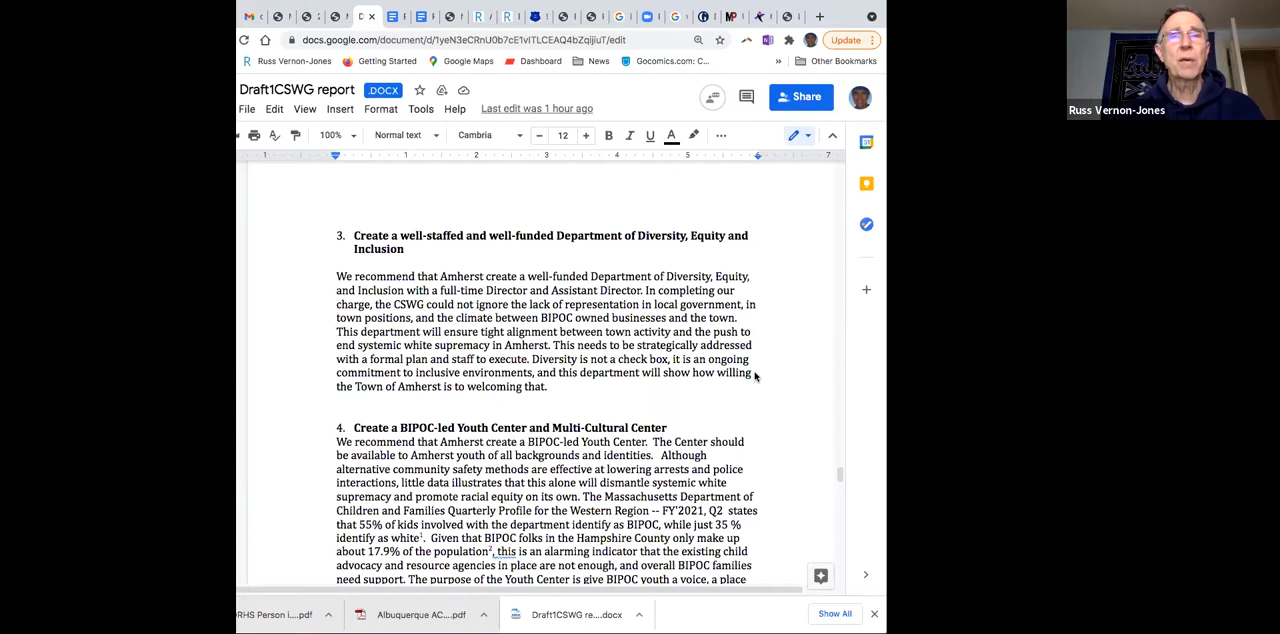 docs.google.com/document/d/1yeN3eCRhU0b7cE1vITLCEAQ4bZqijiuT/edit
Update
Russ Vernon-Jones
Getting Started
Google Maps
Dashboard
News
Gocomics.com: C...
»
Other Bookmarks
Draft1CSWG report
.DOCX
Share
File Edit View Insert Format Tools Help Last edit was 1 hour ago
100% Normal text Cambria − 12 + B I U A
1 1 2 3 4 5 6 7
3. Create a well-staffed and well-funded Department of Diversity, Equity and
Inclusion
We recommend that Amherst create a well-funded Department of Diversity, Equity,
and Inclusion with a full-time Director and Assistant Director. In completing our
charge, the CSWG could not ignore the lack of representation in local government, in
town positions, and the climate between BIPOC owned businesses and the town.
This department will ensure tight alignment between town activity and the push to
end systemic white supremacy in Amherst. This needs to be strategically addressed
with a formal plan and staff to execute. Diversity is not a check box, it is an ongoing
commitment to inclusive environments, and this department will show how willing
the Town of Amherst is to welcoming that.
4. Create a BIPOC-led Youth Center and Multi-Cultural Center
We recommend that Amherst create a BIPOC-led Youth Center. The Center should
be available to Amherst youth of all backgrounds and identities. Although
alternative community safety methods are effective at lowering arrests and police
interactions, little data illustrates that this alone will dismantle systemic white
supremacy and promote racial equity on its own. The Massachusetts Department of
Children and Families Quarterly Profile for the Western Region -- FY'2021, Q2 states
that 55% of kids involved with the department identify as BIPOC, while just 35 %
identify as white1. Given that BIPOC folks in the Hampshire County only make up
about 17.9% of the population2, this is an alarming indicator that the existing child
advocacy and resource agencies in place are not enough, and overall BIPOC families
need support. The purpose of the Youth Center is give BIPOC youth a voice, a place
RHS Person i....pdf
Albuquerque AC....pdf
Draft1CSWG re....docx
Show All
Russ Vernon-Jones